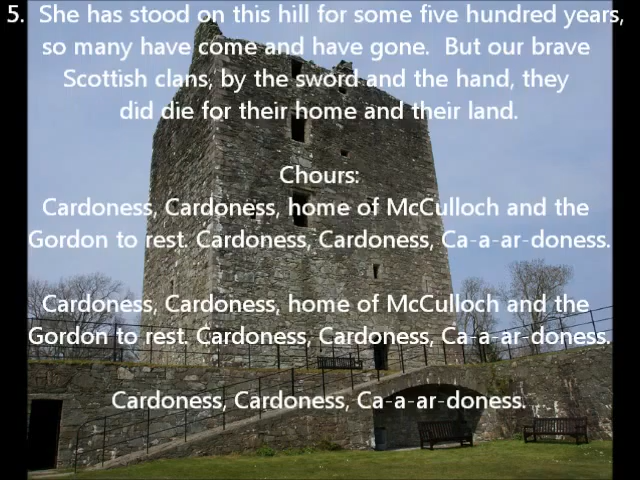 5.  She has stood on this hill for some five hundred years,
so many have come and have gone.  But our brave
Scottish clans, by the sword and the hand, they
did die for their home and their land.
Chours:
Cardoness, Cardoness, home of McCulloch and the
Gordon to rest. Cardoness, Cardoness, Ca-a-ar-doness.
Cardoness, Cardoness, home of McCulloch and the
Gordon to rest. Cardoness, Cardoness, Ca-a-ar-doness.
Cardoness, Cardoness, Ca-a-ar-doness.